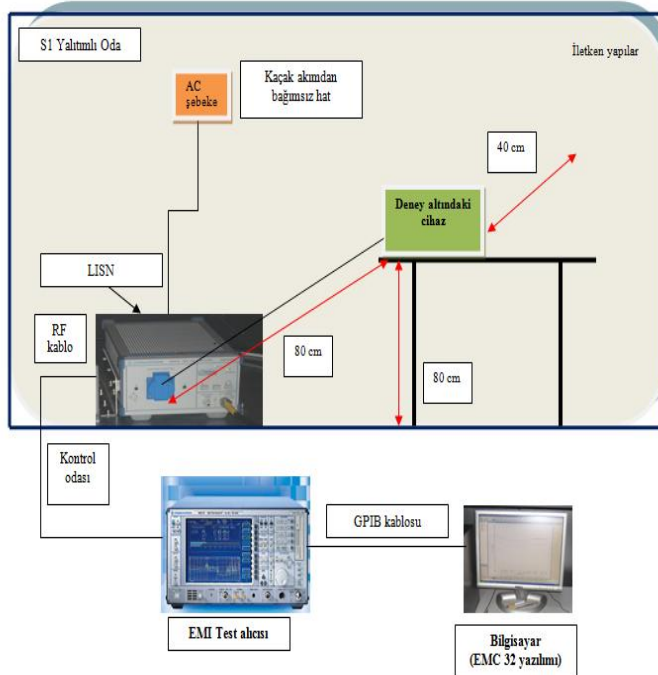 S1 Yalıtımlı Oda
İletken yapılar
AC
şebeke
Kaçak akımdan
bağımsız hat
40 cm
Deney altındaki
cihaz
LISN
RF
kablo
80 cm
80 cm
Kontrol
odası
GPIB kablosu
EMI Test alıcısı
Bilgisayar
(EMC 32 yazılımı)